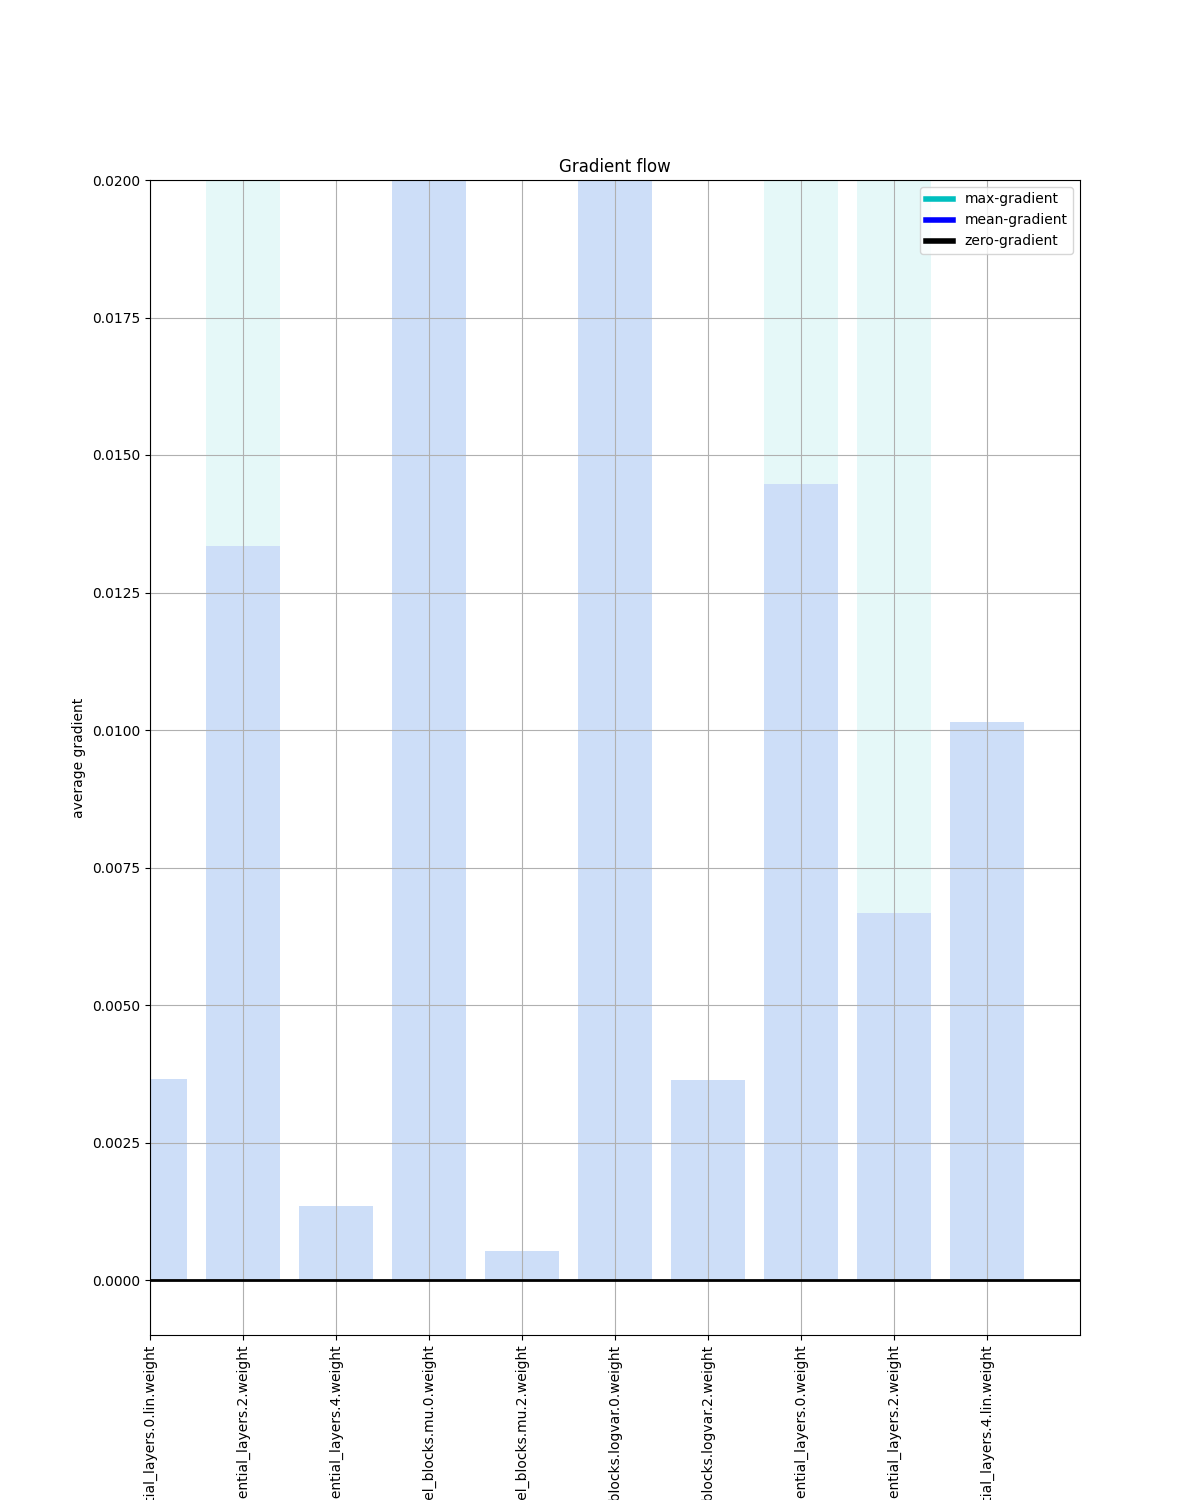 Gradient flow
max-gradient
mean-gradient
zero-gradient
0.0200
0.0175
0.0150
0.0125
0.0100
0.0075
0.0050
0.0025
0.0000
average gradient
tial_layers.0.lin.weight
ential_layers.2.weight
ential_layers.4.weight
el_blocks.mu.0.weight
el_blocks.mu.2.weight
blocks.logvar.0.weight
blocks.logvar.2.weight
ential_layers.0.weight
ential_layers.2.weight
tial_layers.4.lin.weight